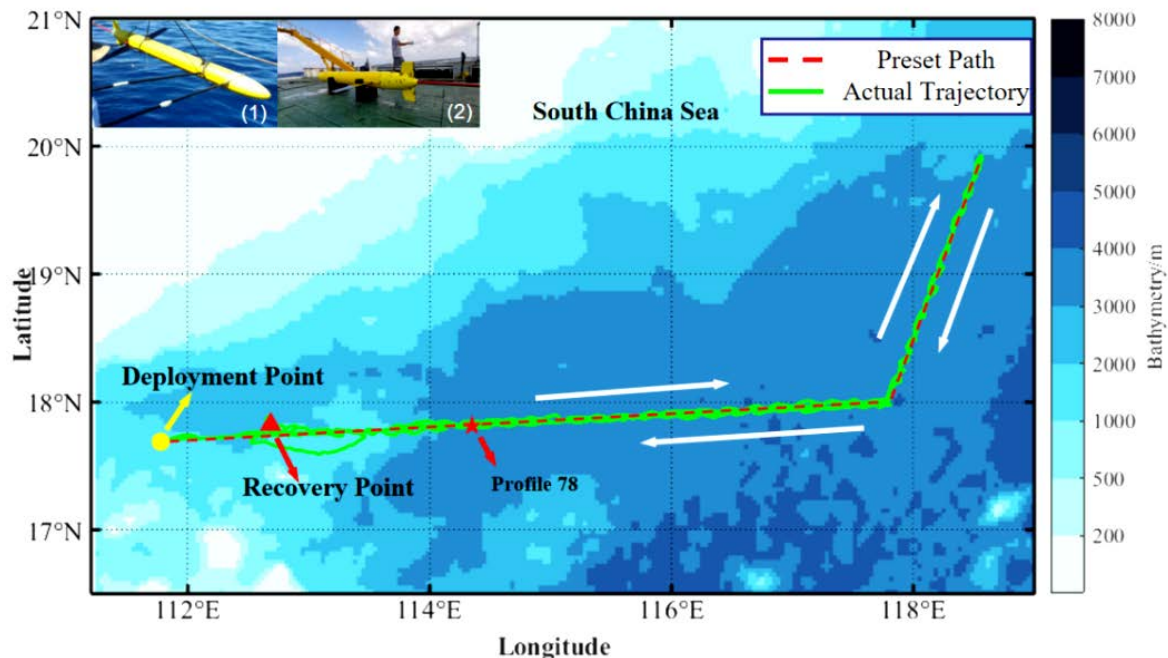 21°N
20°N
19°N
18°N
17°N
Latitude
112°E
114°E
116°E
118°E
Longitude
(1)
(2)
South China Sea
Preset Path
Actual Trajectory
Deployment Point
Recovery Point
Profile 78
8000
7000
6000
5000
4000
3000
2000
1000
500
200
Bathymetry/m